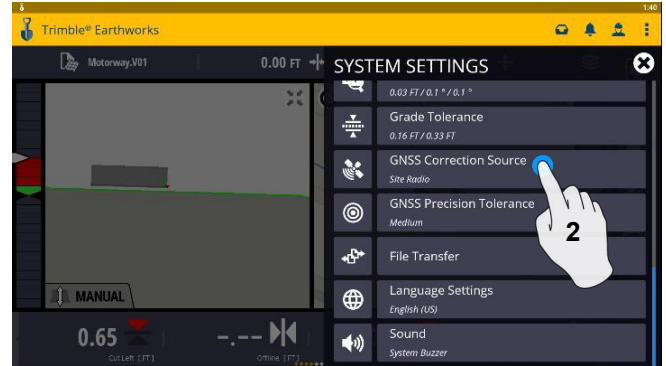 1:40
Trimble® Earthworks
Motorway.V01
0.00 FT
SYSTEM SETTINGS
0.03 FT / 0.1 ° / 0.1 °
Grade Tolerance
0.16 FT / 0.33 FT
GNSS Correction Source
Site Radio
GNSS Precision Tolerance
Medium
2
File Transfer
Language Settings
English (US)
Sound
System Buzzer
MANUAL
0.65
Cut Left [FT]
-.--
Offline [FT]